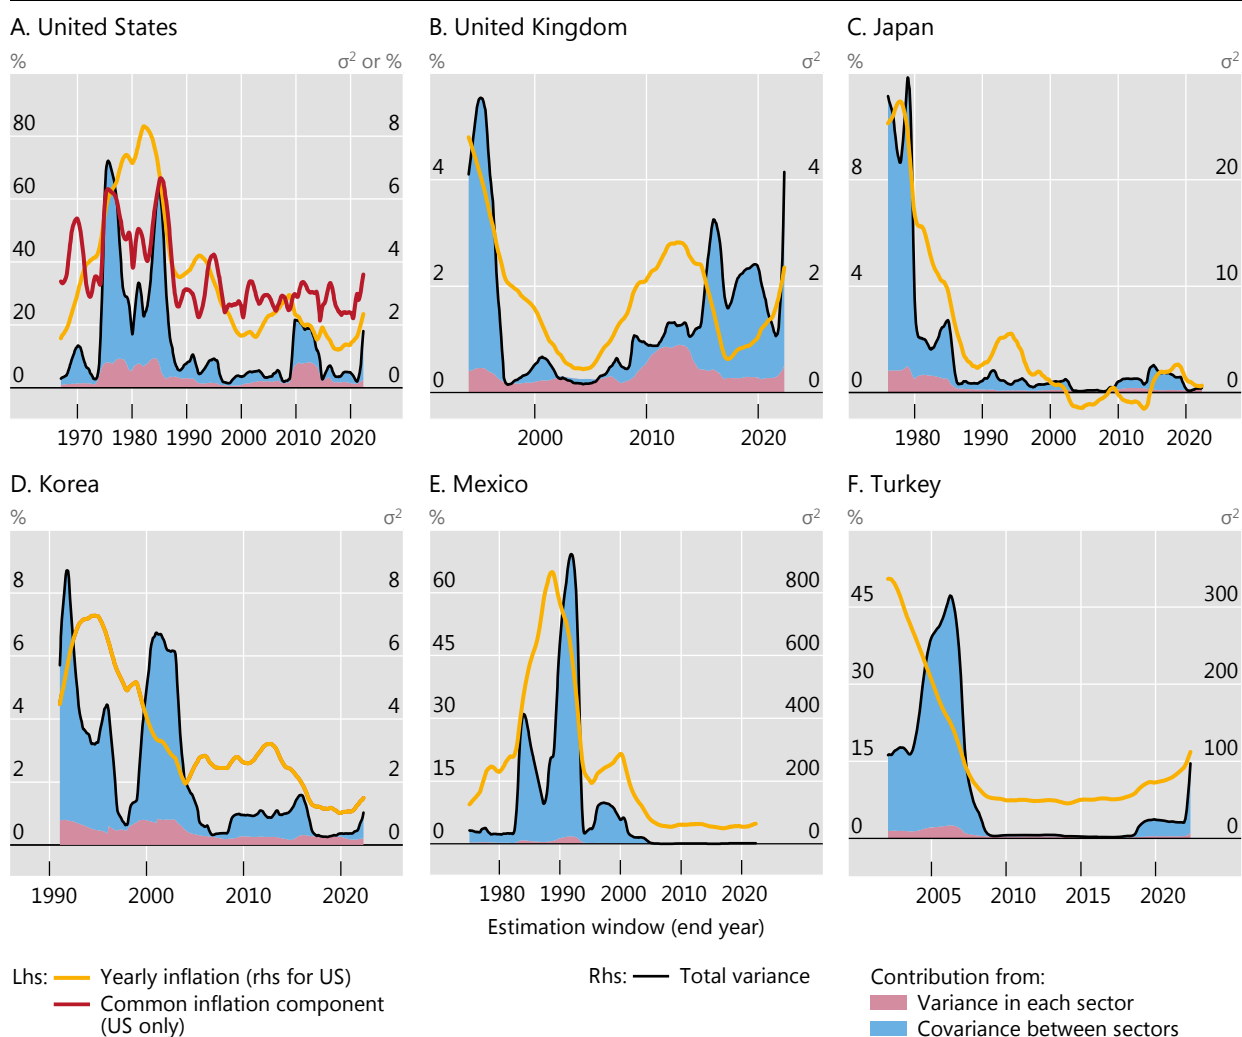 A. United States
B. United Kingdom
C. Japan
% σ² or %
% σ²
% σ²
80 8
60 6
40 4
20 2
0 0
1970 1980 1990 2000 2010 2020
4 4
2 2
0 0
2000 2010 2020
8 20
4 10
0 0
1980 1990 2000 2010 2020
D. Korea
E. Mexico
F. Turkey
% σ²
% σ²
% σ²
8 8
6 6
4 4
2 2
0 0
1990 2000 2010 2020
60 800
45 600
30 400
15 200
0 0
1980 1990 2000 2010 2020
45 300
30 200
15 100
0 0
2005 2010 2015 2020
Estimation window (end year)
Lhs: Yearly inflation (rhs for US)
Common inflation component
(US only)
Rhs: Total variance
Contribution from:
Variance in each sector
Covariance between sectors